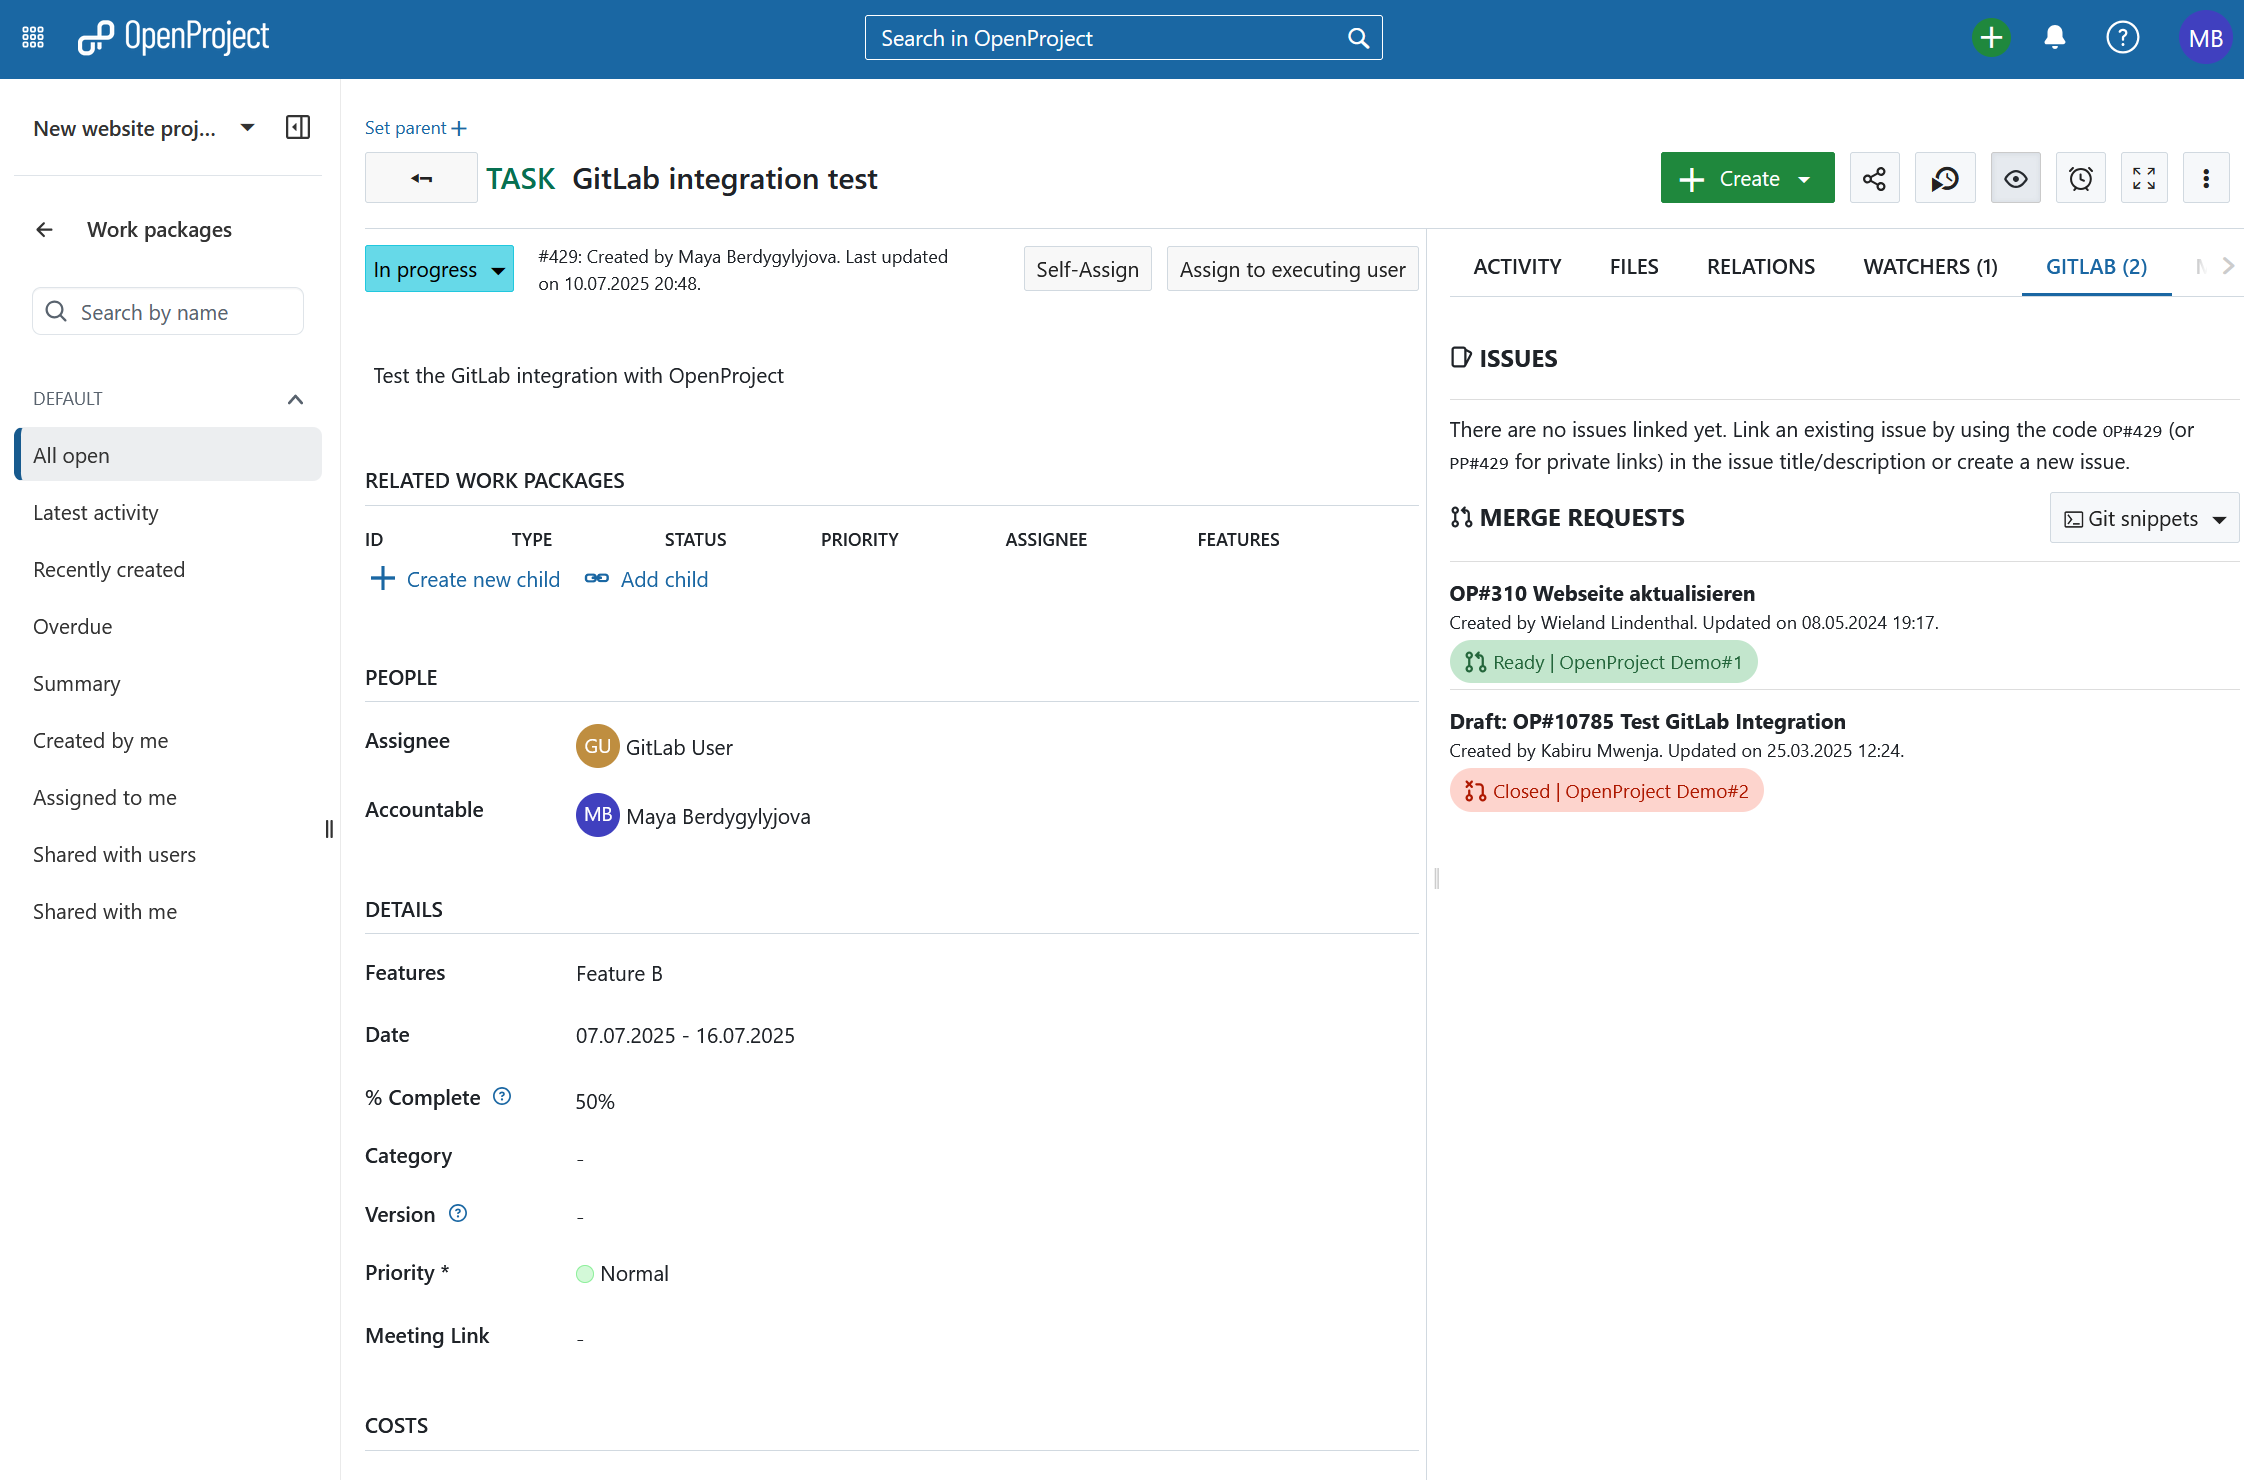 OpenProject
Search in OpenProject
MB
New website proj...
Work packages
Search by name
DEFAULT
All open
Latest activity
Recently created
Overdue
Summary
Created by me
Assigned to me
Shared with users
Shared with me
Set parent
TASK GitLab integration test
Create
In progress
#429: Created by Maya Berdygylyjova. Last updated
on 10.07.2025 20:48.
Self-Assign
Assign to executing user
Test the GitLab integration with OpenProject
RELATED WORK PACKAGES
ID TYPE STATUS PRIORITY ASSIGNEE FEATURES
Create new child Add child
PEOPLE
Assignee GU GitLab User
Accountable MB Maya Berdygylyjova
DETAILS
Features Feature B
Date 07.07.2025 - 16.07.2025
% Complete 50%
Category -
Version -
Priority * Normal
Meeting Link -
COSTS
ACTIVITY FILES RELATIONS WATCHERS (1) GITLAB (2)
ISSUES
There are no issues linked yet. Link an existing issue by using the code OP#429 (or
PP#429 for private links) in the issue title/description or create a new issue.
MERGE REQUESTS
Git snippets
OP#310 Webseite aktualisieren
Created by Wieland Lindenthal. Updated on 08.05.2024 19:17.
Ready | OpenProject Demo#1
Draft: OP#10785 Test GitLab Integration
Created by Kabiru Mwenja. Updated on 25.03.2025 12:24.
Closed | OpenProject Demo#2